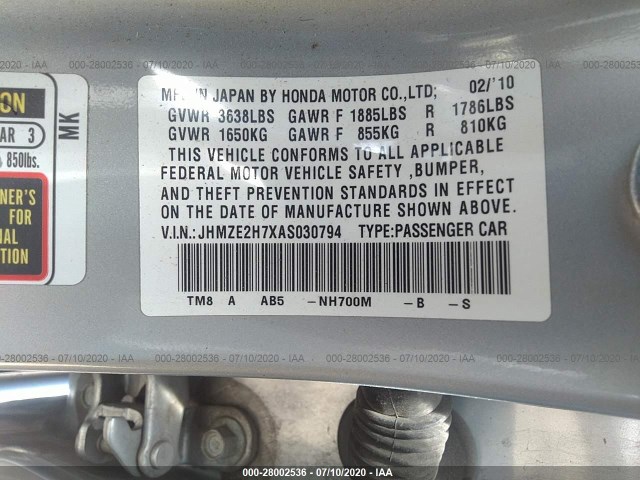 000-28002536 - 07/10/2020 - IAA
ON
AR 3
850lbs.
NER'S
FOR
IAL
TION
MK
IN JAPAN BY HONDA MOTOR CO.,LTD; 02/'10
GVWR 3638LBS GAWR F 1885LBS R 1786LBS
GVWR 1650KG GAWR F 855KG R 810KG
THIS VEHICLE CONFORMS TO ALL APPLICABLE
FEDERAL MOTOR VEHICLE SAFETY ,BUMPER,
AND THEFT PREVENTION STANDARDS IN EFFECT
ON THE DATE OF MANUFACTURE SHOWN ABOVE.
V.I.N.:JHMZE2H7XAS030794 TYPE:PASSENGER CAR
TM8 A AB5 -NH700M -B -S
000-28002536 - 07/10/2020 - IAA
000-28002536 - 07/10/2020 - IAA